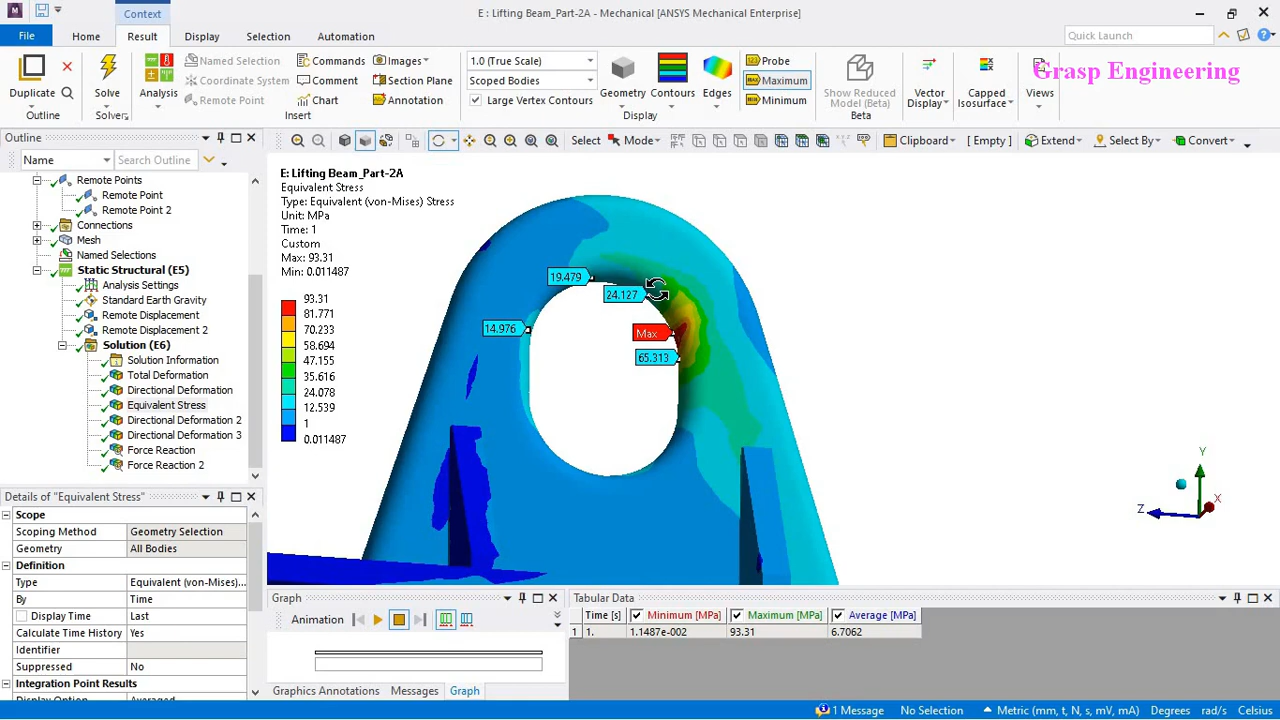 E : Lifting Beam_Part-2A - Mechanical [ANSYS Mechanical Enterprise]
Context
File
Home
Result
Display
Selection
Automation
Quick Launch
Duplicate
Outline
Solve
Solvers
Analysis
Named Selection
Coordinate System
Remote Point
Commands
Comment
Chart
Images
Section Plane
Annotation
Insert
1.0 (True Scale)
Scoped Bodies
Large Vertex Contours
Geometry
Contours
Edges
Probe
Maximum
Minimum
Display
Show Reduced
Model (Beta)
Beta
Vector
Display
Capped
Isosurface
Views
Grasp Engineering
Outline
Select
Mode
Clipboard
[ Empty ]
Extend
Select By
Convert
Name
Search Outline
Remote Points
Remote Point
Remote Point 2
Connections
Mesh
Named Selections
Static Structural (E5)
Analysis Settings
Standard Earth Gravity
Remote Displacement
Remote Displacement 2
Solution (E6)
Solution Information
Total Deformation
Directional Deformation
Equivalent Stress
Directional Deformation 2
Directional Deformation 3
Force Reaction
Force Reaction 2
E: Lifting Beam_Part-2A
Equivalent Stress
Type: Equivalent (von-Mises) Stress
Unit: MPa
Time: 1
Custom
Max: 93.31
Min: 0.011487
93.31
81.771
70.233
58.694
47.155
35.616
24.078
12.539
1
0.011487
19.479
24.127
14.976
Max
65.313
Y
Z
X
Details of "Equivalent Stress"
Scope
Scoping Method Geometry Selection
Geometry All Bodies
Definition
Type Equivalent (von-Mises)...
By Time
Display Time Last
Calculate Time History Yes
Identifier
Suppressed No
Integration Point Results
Display Option Averaged
Graph
Animation
Graphics Annotations
Messages
Graph
Tabular Data
Time [s] Minimum [MPa] Maximum [MPa] Average [MPa]
1 1. 1.1487e-002 93.31 6.7062
1 Message
No Selection
Metric (mm, t, N, s, mV, mA)
Degrees
rad/s
Celsius